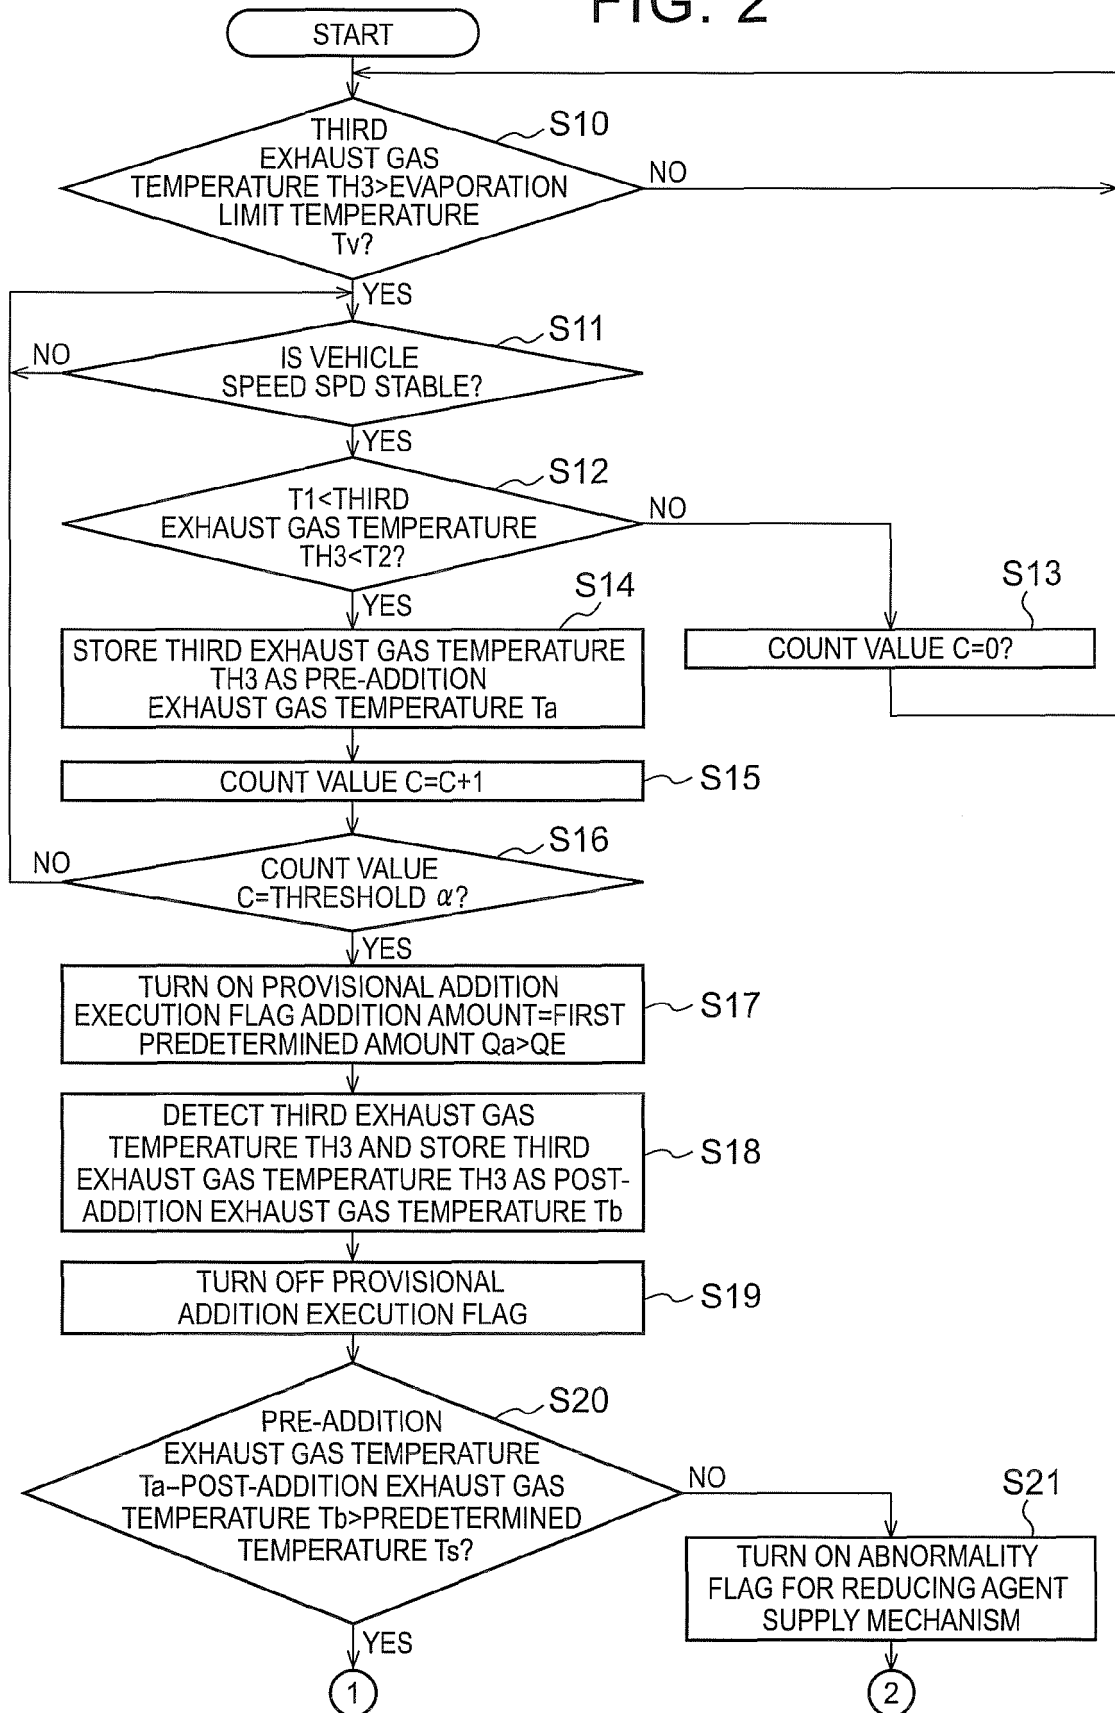 FIG. 2
START
S10
THIRD
EXHAUST GAS
TEMPERATURE TH3>EVAPORATION
LIMIT TEMPERATURE
Tv?
NO
YES
S11
IS VEHICLE
SPEED SPD STABLE?
NO
YES
S12
T1<THIRD
EXHAUST GAS TEMPERATURE
TH3<T2?
NO
YES
S13
COUNT VALUE C=0?
S14
STORE THIRD EXHAUST GAS TEMPERATURE
TH3 AS PRE-ADDITION
EXHAUST GAS TEMPERATURE Ta
COUNT VALUE C=C+1
S15
S16
COUNT VALUE
C=THRESHOLD α?
NO
YES
TURN ON PROVISIONAL ADDITION
EXECUTION FLAG ADDITION AMOUNT=FIRST
PREDETERMINED AMOUNT Qa>QE
S17
DETECT THIRD EXHAUST GAS
TEMPERATURE TH3 AND STORE THIRD
EXHAUST GAS TEMPERATURE TH3 AS POST-
ADDITION EXHAUST GAS TEMPERATURE Tb
S18
TURN OFF PROVISIONAL
ADDITION EXECUTION FLAG
S19
S20
PRE-ADDITION
EXHAUST GAS TEMPERATURE
Ta–POST-ADDITION EXHAUST GAS
TEMPERATURE Tb>PREDETERMINED
TEMPERATURE Ts?
NO
YES
S21
TURN ON ABNORMALITY
FLAG FOR REDUCING AGENT
SUPPLY MECHANISM
1
2